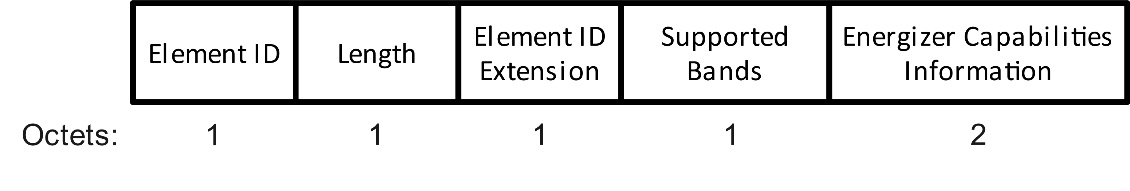 Element ID
Length
Element ID
Extension
Supported
Bands
Energizer Capabilities
Information
Octets: 1 1 1 1 2